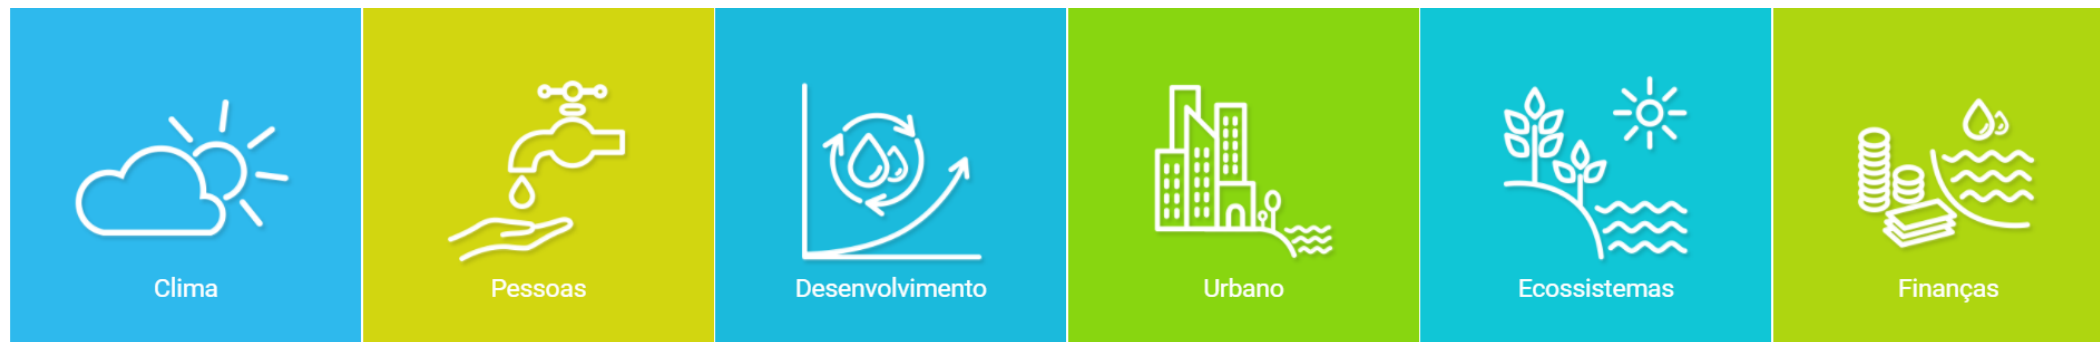 Clima
Pessoas
Desenvolvimento
Urbano
Ecossistemas
Finanças